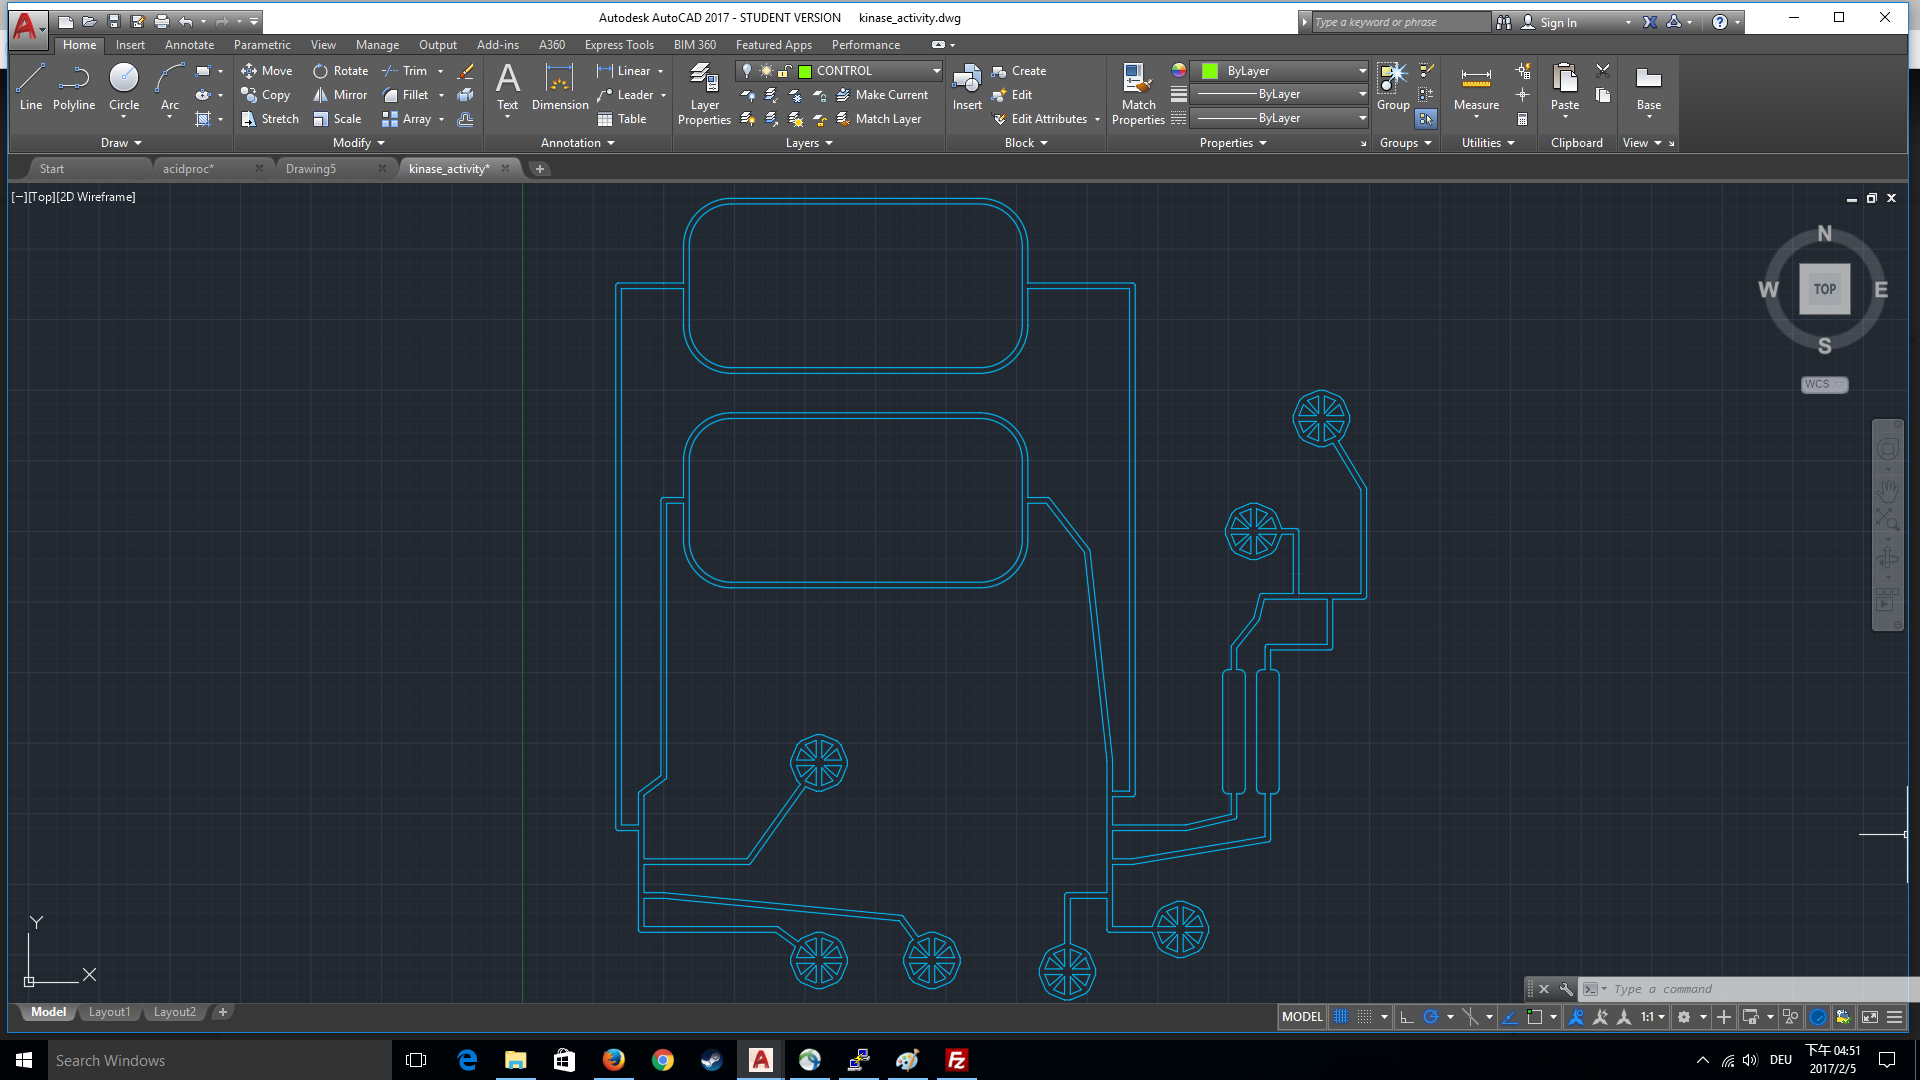 Autodesk AutoCAD 2017 - STUDENT VERSION kinase_activity.dwg
Type a keyword or phrase
Sign In
Home Insert Annotate Parametric View Manage Output Add-ins A360 Express Tools BIM 360 Featured Apps Performance
Line Polyline Circle Arc
Move Rotate Trim
Copy Mirror Fillet
Stretch Scale Array
Text Dimension
Linear
Leader
Table
Layer Properties
CONTROL
Make Current
Match Layer
Insert
Create
Edit
Edit Attributes
Match Properties
ByLayer
ByLayer
ByLayer
Group
Measure
Paste
Base
Draw Modify Annotation Layers Block Properties Groups Utilities Clipboard View
Start acidproc* Drawing5 kinase_activity*
[−][Top][2D Wireframe]
N
W TOP E
S
WCS
Y
X
Type a command
Model Layout1 Layout2
MODEL 1:1
Search Windows
DEU
下午 04:51
2017/2/5